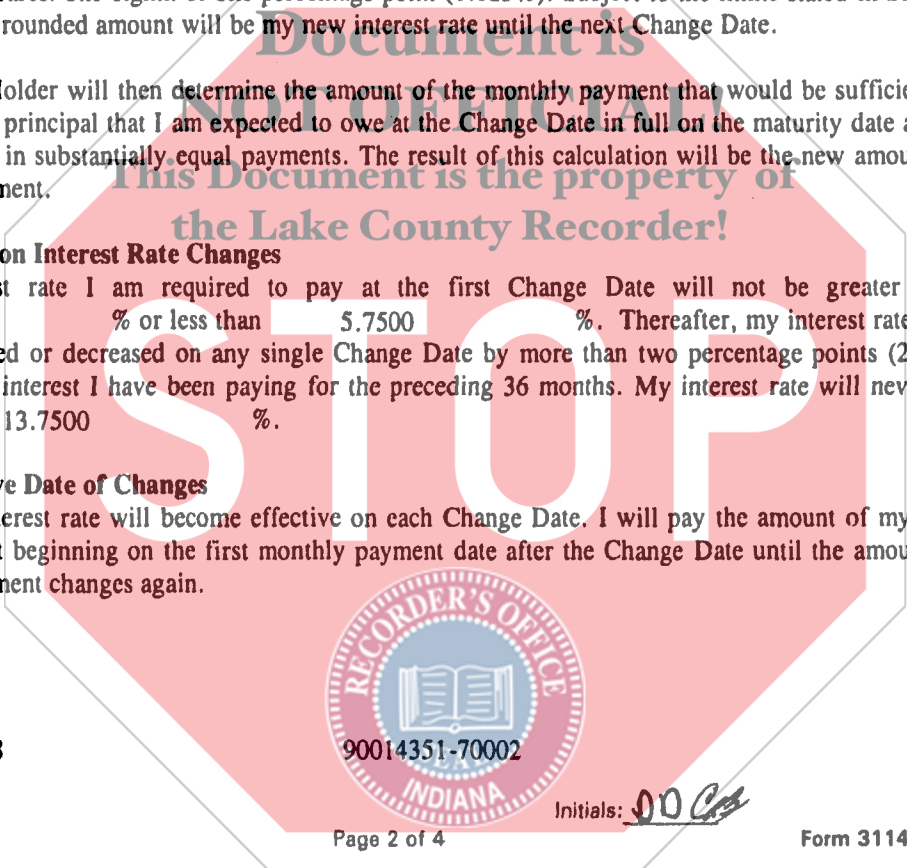 rounded amount will be my new interest rate until the next Change Date.
Document is
older will then determine the amount of the monthly payment that would be sufficie
NOT OFFICIAL
principal that I am expected to owe at the Change Date in full on the maturity date a
in substantially equal payments. The result of this calculation will be the new amou
This Document is the property of
nent.
the Lake County Recorder!
on Interest Rate Changes
st rate I am required to pay at the first Change Date will not be greater
% or less than 5.7500 %. Thereafter, my interest rate
ed or decreased on any single Change Date by more than two percentage points (2
interest I have been paying for the preceding 36 months. My interest rate will nev
13.7500 %.
STOP
e Date of Changes
erest rate will become effective on each Change Date. I will pay the amount of my
t beginning on the first monthly payment date after the Change Date until the amou
nent changes again.
RECORDER'S OFFICE
90014351-70002
SEAL
INDIANA
Initials: DD
Page 2 of 4
Form 3114